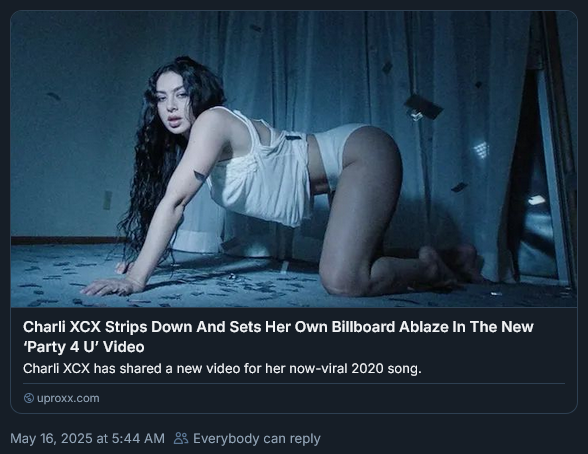 Charli XCX Strips Down And Sets Her Own Billboard Ablaze In The New
‘Party 4 U’ Video
Charli XCX has shared a new video for her now-viral 2020 song.
uproxx.com
May 16, 2025 at 5:44 AM Everybody can reply